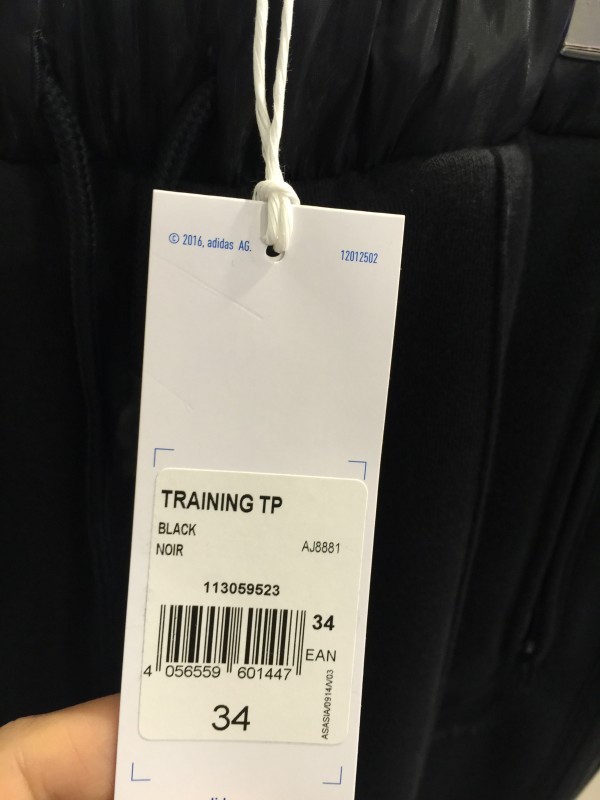 © 2016, adidas AG.
12012502
TRAINING TP
BLACK
NOIR
AJ8881
113059523
34
EAN
4 056559 601447
34
ASASIA/0914/V03